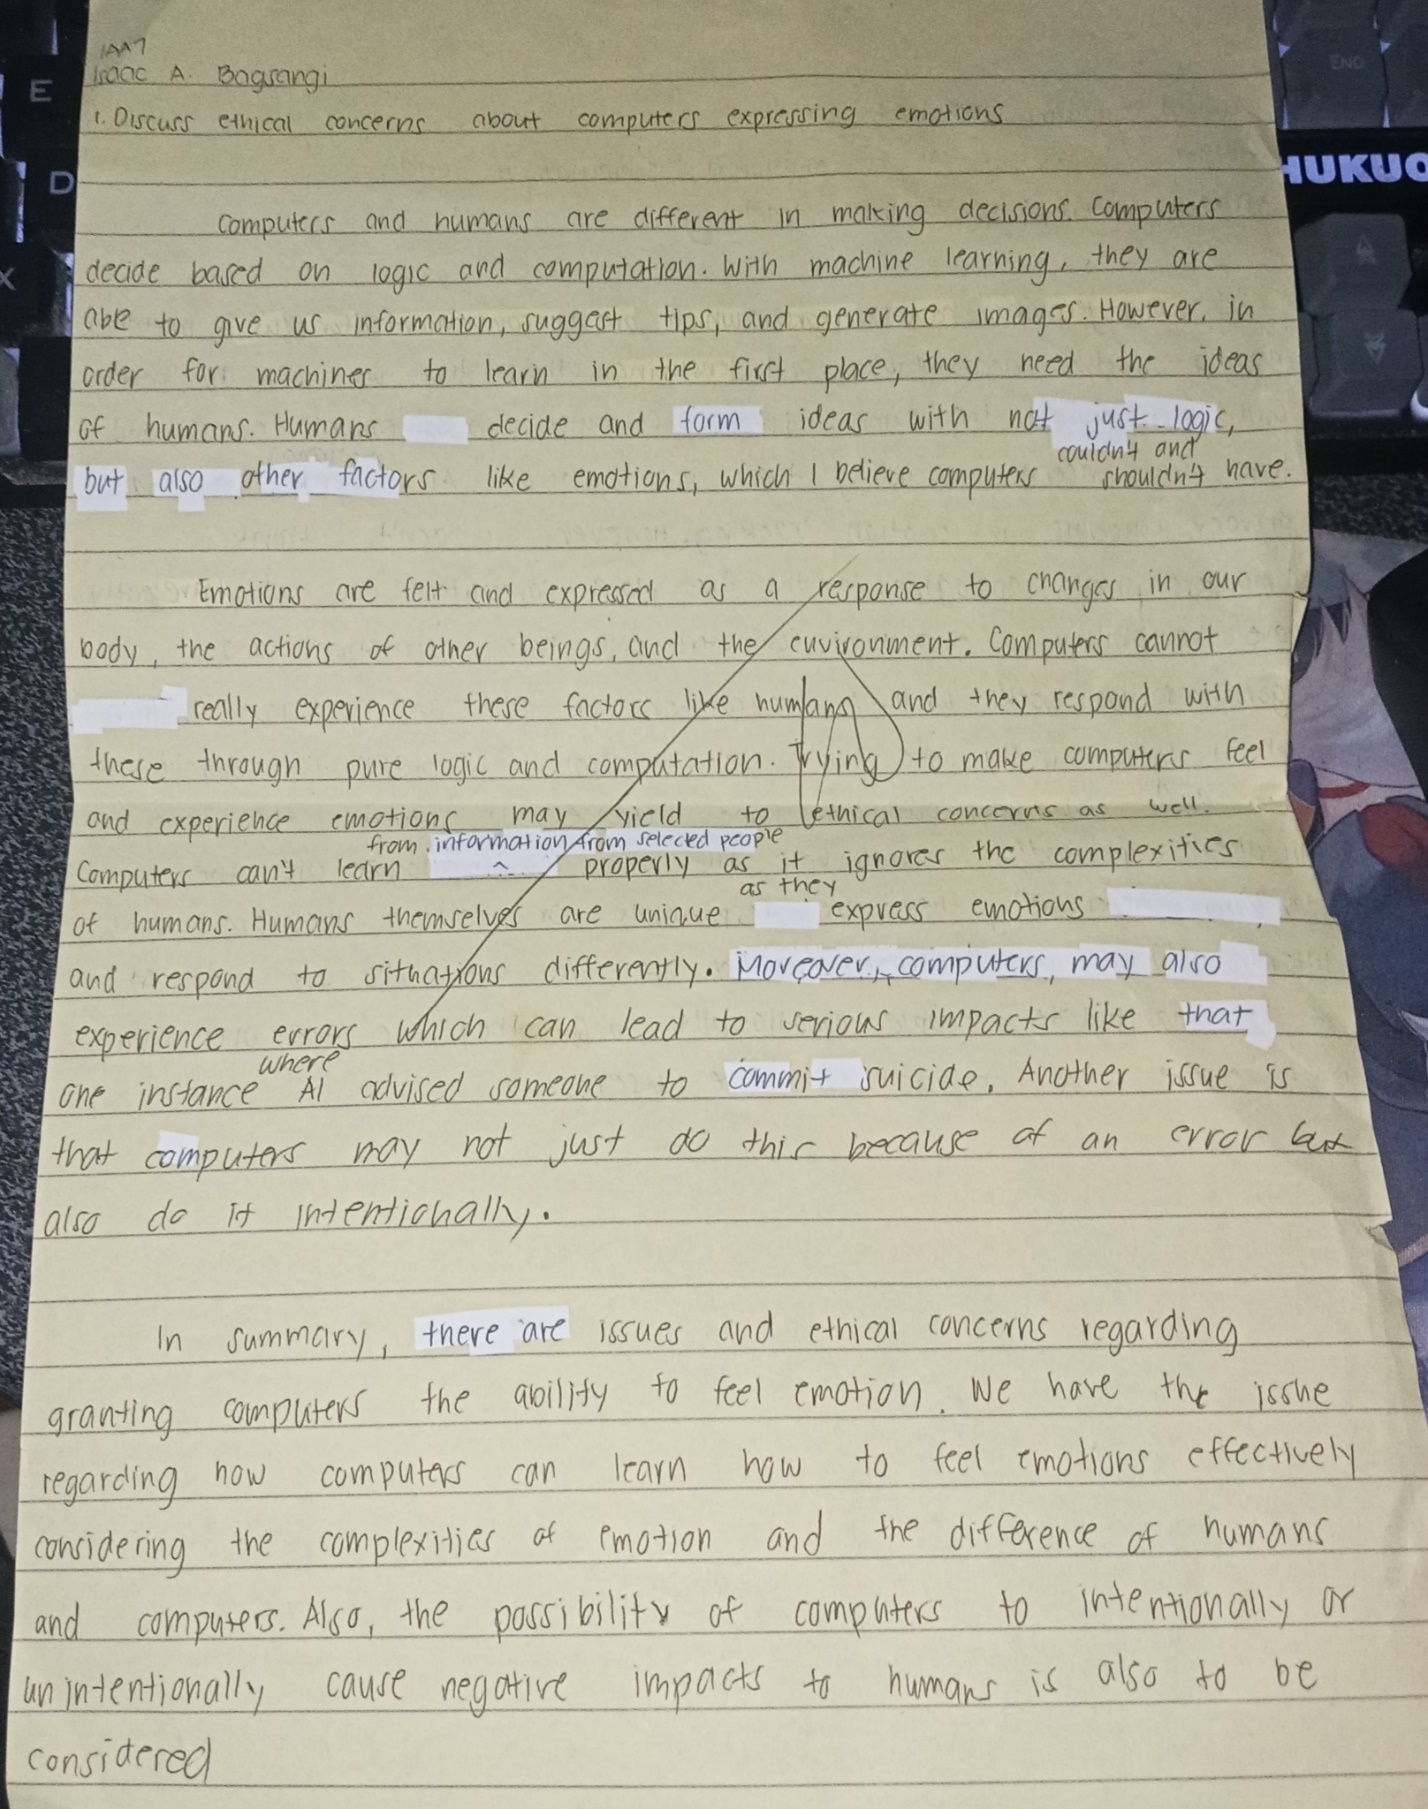 1AA7
Isaac A. Bagsangi
1. Discuss ethical concerns about computers expressing emotions
Computers and humans are different in making decisions. Computers
decide based on logic and computation. With machine learning, they are
able to give us information, suggest tips, and generate images. However, in
order for machines to learn in the first place, they need the ideas
of humans. Humans decide and form ideas with not just logic,
couldn't and
but also other factors like emotions, which I believe computers shouldn't have.
Emotions are felt and expressed as a response to changes in our
body, the actions of other beings, and the environment. Computers cannot
really experience these factors like humans and they respond with
these through pure logic and computation. Trying to make computers feel
and experience emotions may yield to ethical concerns as well.
from information from selected people
Computers can't learn ^ properly as it ignores the complexities
as they
of humans. Humans themselves are unique express emotions
and respond to situations differently. Moreover, computers, may also
experience errors which can lead to serious impacts like that
where
one instance AI advised someone to commit suicide. Another issue is
that computers may not just do this because of an error but
also do it intentionally.
In summary, there are issues and ethical concerns regarding
granting computers the ability to feel emotion. We have the issue
regarding how computers can learn how to feel emotions effectively
considering the complexities of emotion and the difference of humans
and computers. Also, the possibility of computers to intentionally or
unintentionally cause negative impacts to humans is also to be
considered
E
D
X
END
HUKUO